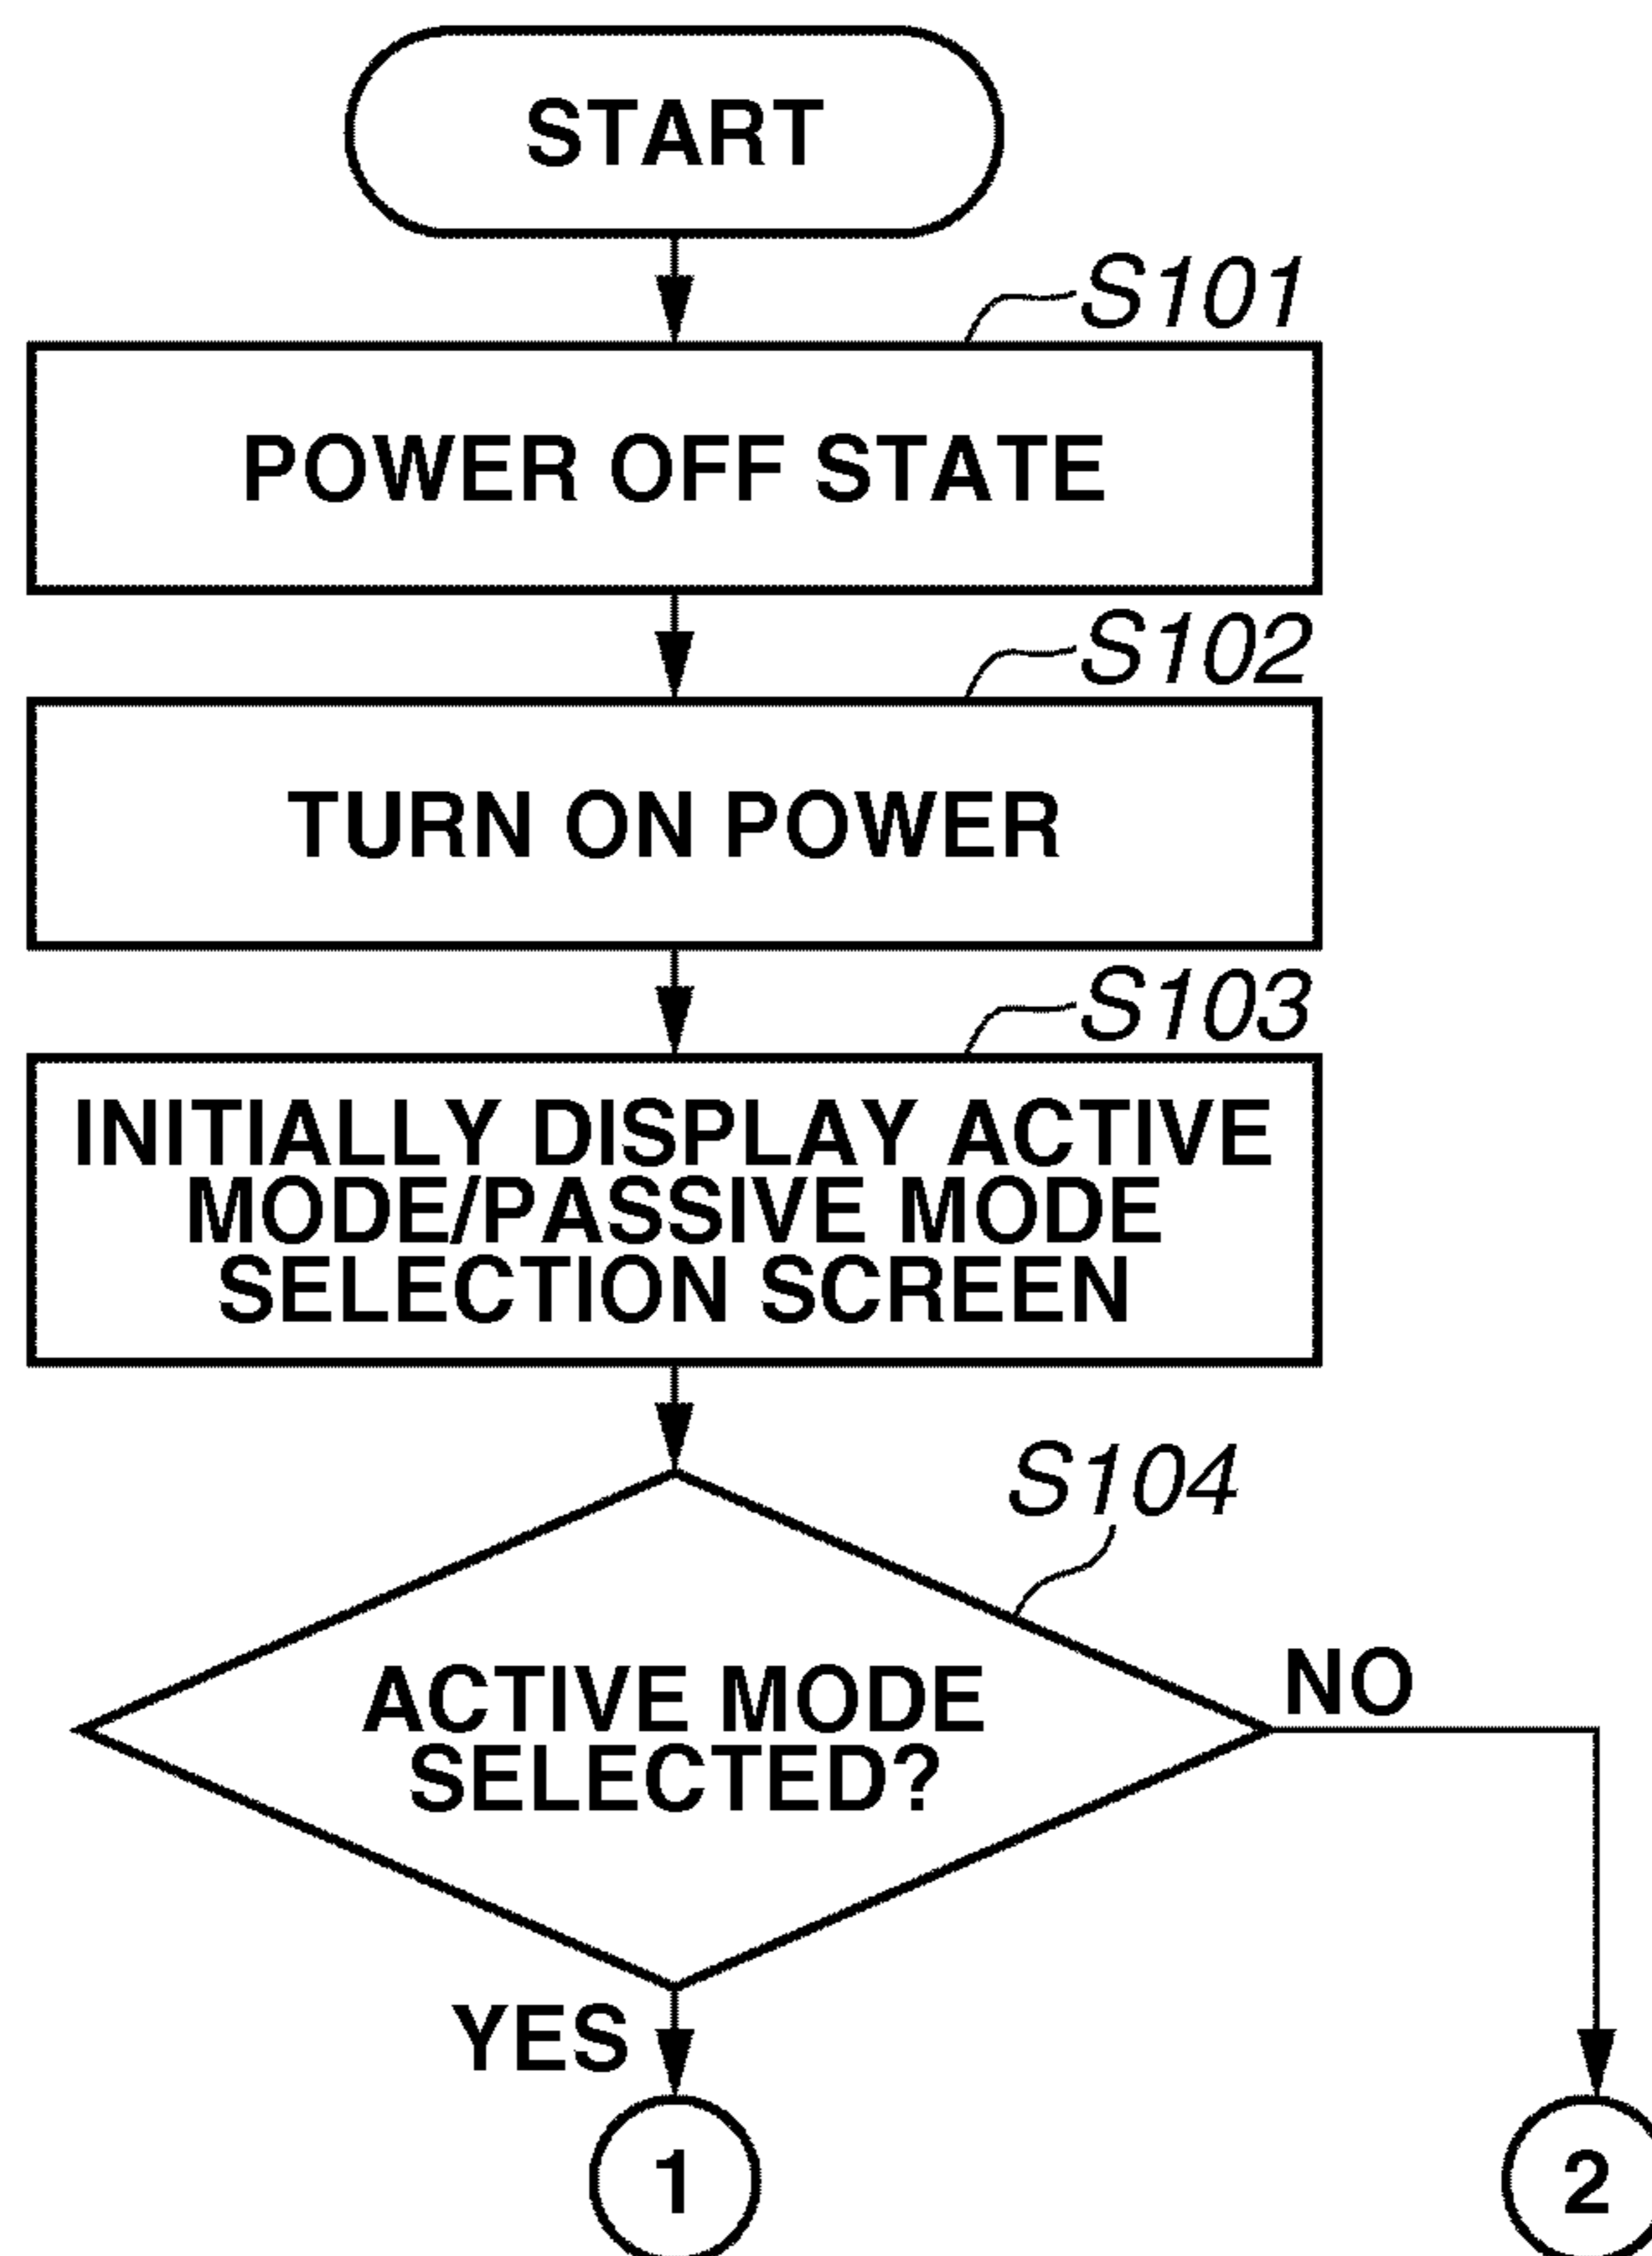 START
S101
POWER OFF STATE
S102
TURN ON POWER
S103
INITIALLY DISPLAY ACTIVE
MODE/PASSIVE MODE
SELECTION SCREEN
S104
ACTIVE MODE
SELECTED?
NO
YES
1
2